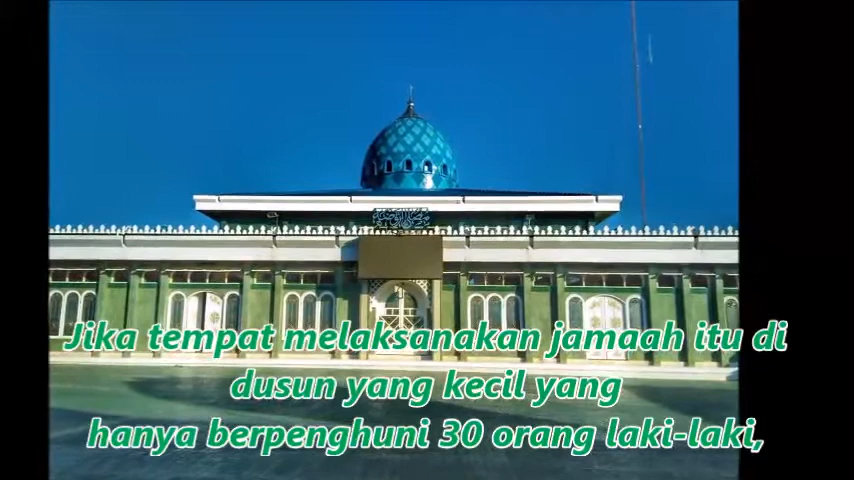 Jika tempat melaksanakan jamaah itu di
dusun yang kecil yang
hanya berpenghuni 30 orang laki-laki,